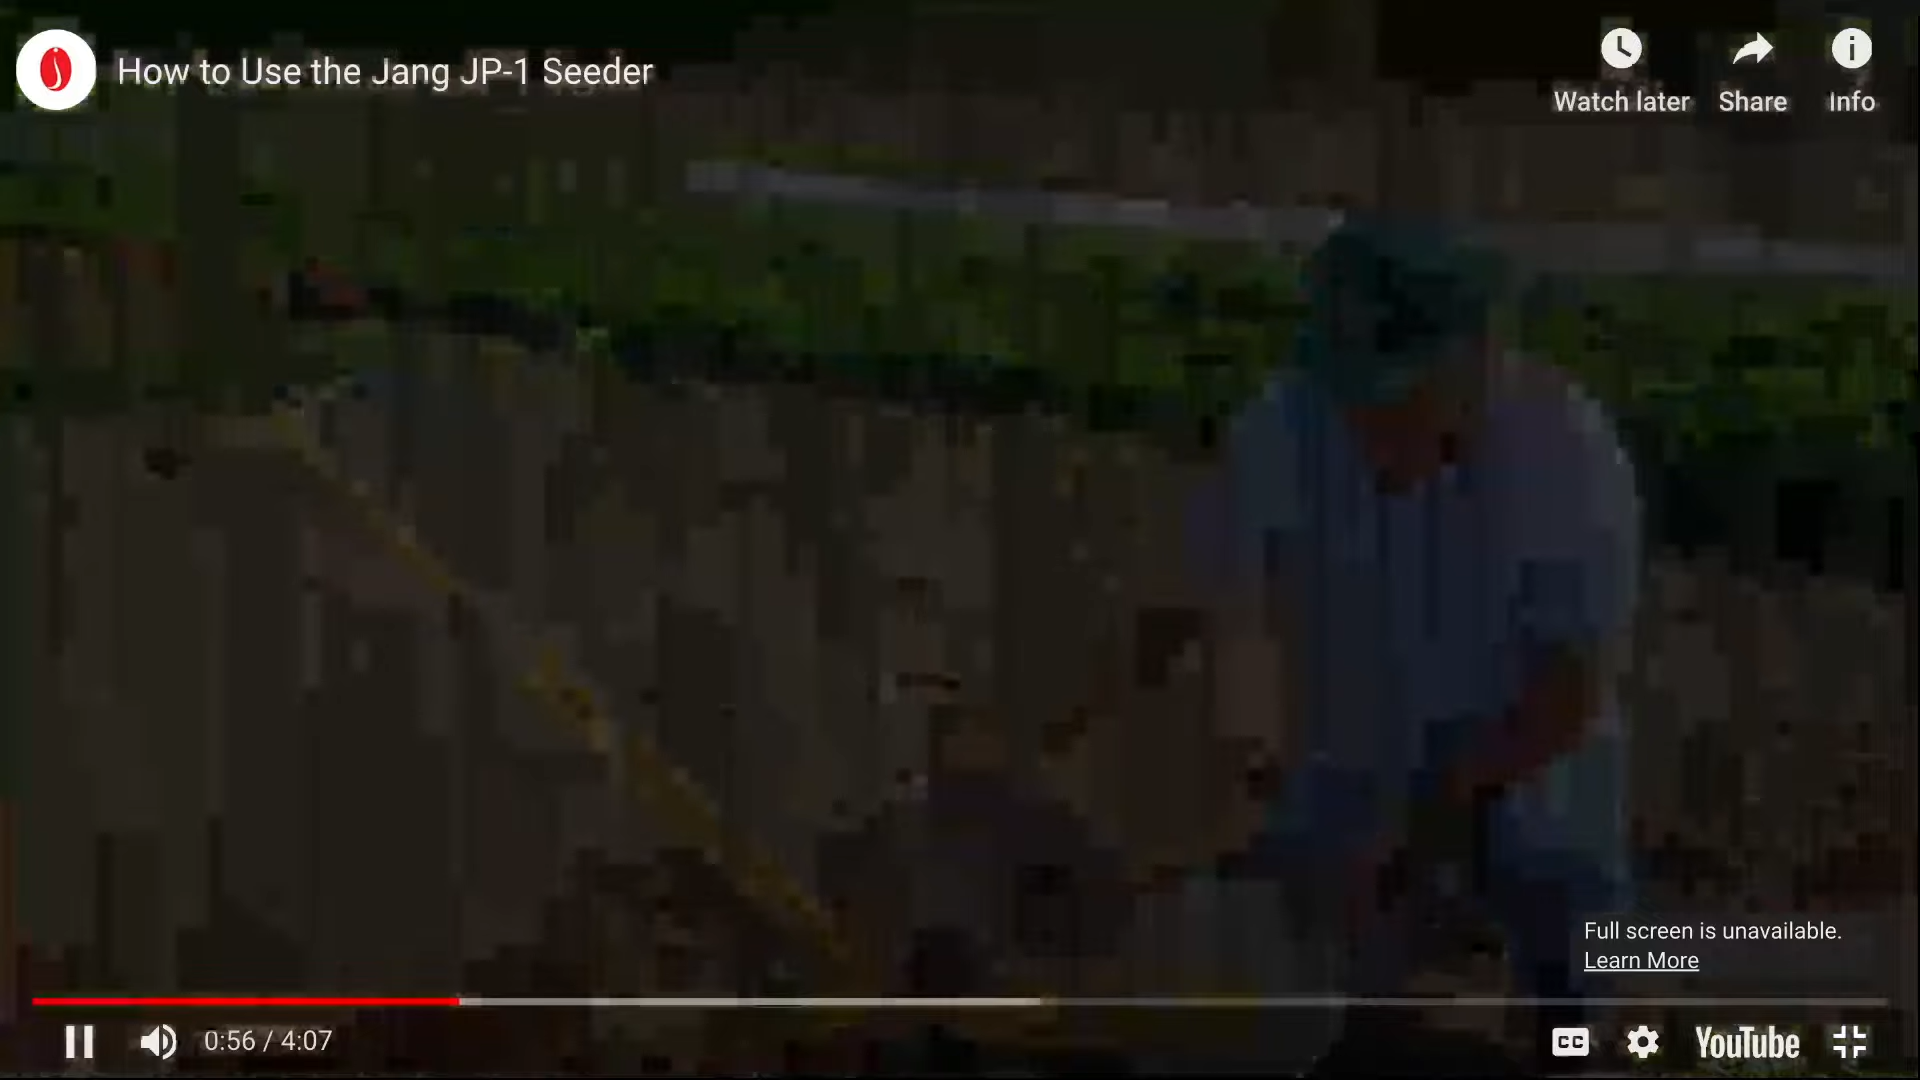 How to Use the Jang JP-1 Seeder
Watch later
Share
Info
Full screen is unavailable.
Learn More
0:56 / 4:07
CC
YouTube